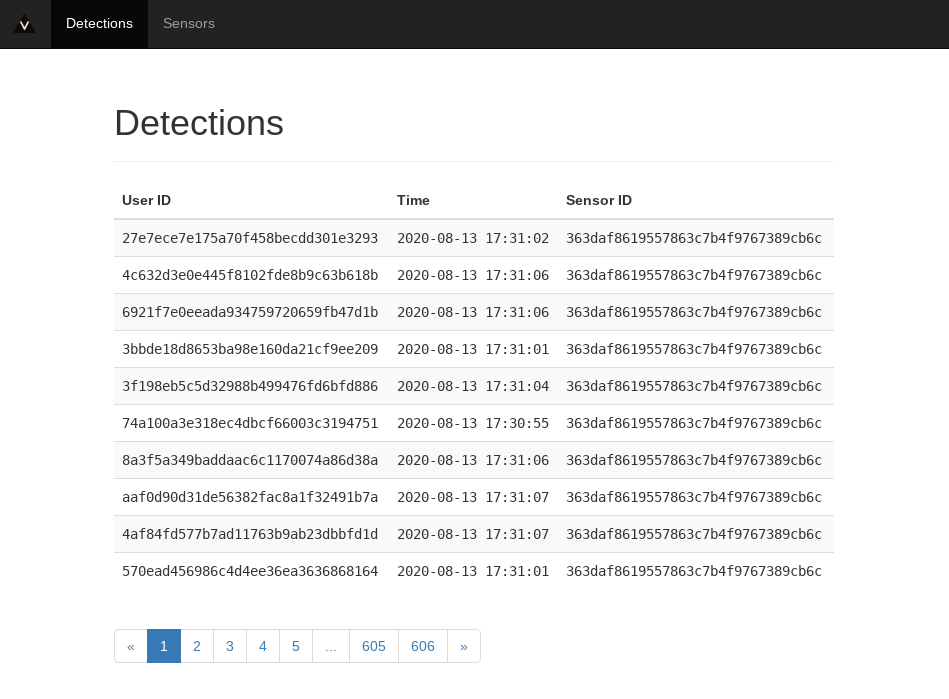 Detections Sensors
Detections
User ID Time Sensor ID
27e7ece7e175a70f458becdd301e3293 2020-08-13 17:31:02 363daf8619557863c7b4f9767389cb6c
4c632d3e0e445f8102fde8b9c63b618b 2020-08-13 17:31:06 363daf8619557863c7b4f9767389cb6c
6921f7e0eeada934759720659fb47d1b 2020-08-13 17:31:06 363daf8619557863c7b4f9767389cb6c
3bbde18d8653ba98e160da21cf9ee209 2020-08-13 17:31:01 363daf8619557863c7b4f9767389cb6c
3f198eb5c5d32988b499476fd6bfd886 2020-08-13 17:31:04 363daf8619557863c7b4f9767389cb6c
74a100a3e318ec4dbcf66003c3194751 2020-08-13 17:30:55 363daf8619557863c7b4f9767389cb6c
8a3f5a349baddaac6c1170074a86d38a 2020-08-13 17:31:06 363daf8619557863c7b4f9767389cb6c
aaf0d90d31de56382fac8a1f32491b7a 2020-08-13 17:31:07 363daf8619557863c7b4f9767389cb6c
4af84fd577b7ad11763b9ab23dbbfd1d 2020-08-13 17:31:07 363daf8619557863c7b4f9767389cb6c
570ead456986c4d4ee36ea3636868164 2020-08-13 17:31:01 363daf8619557863c7b4f9767389cb6c
« 1 2 3 4 5 ... 605 606 »